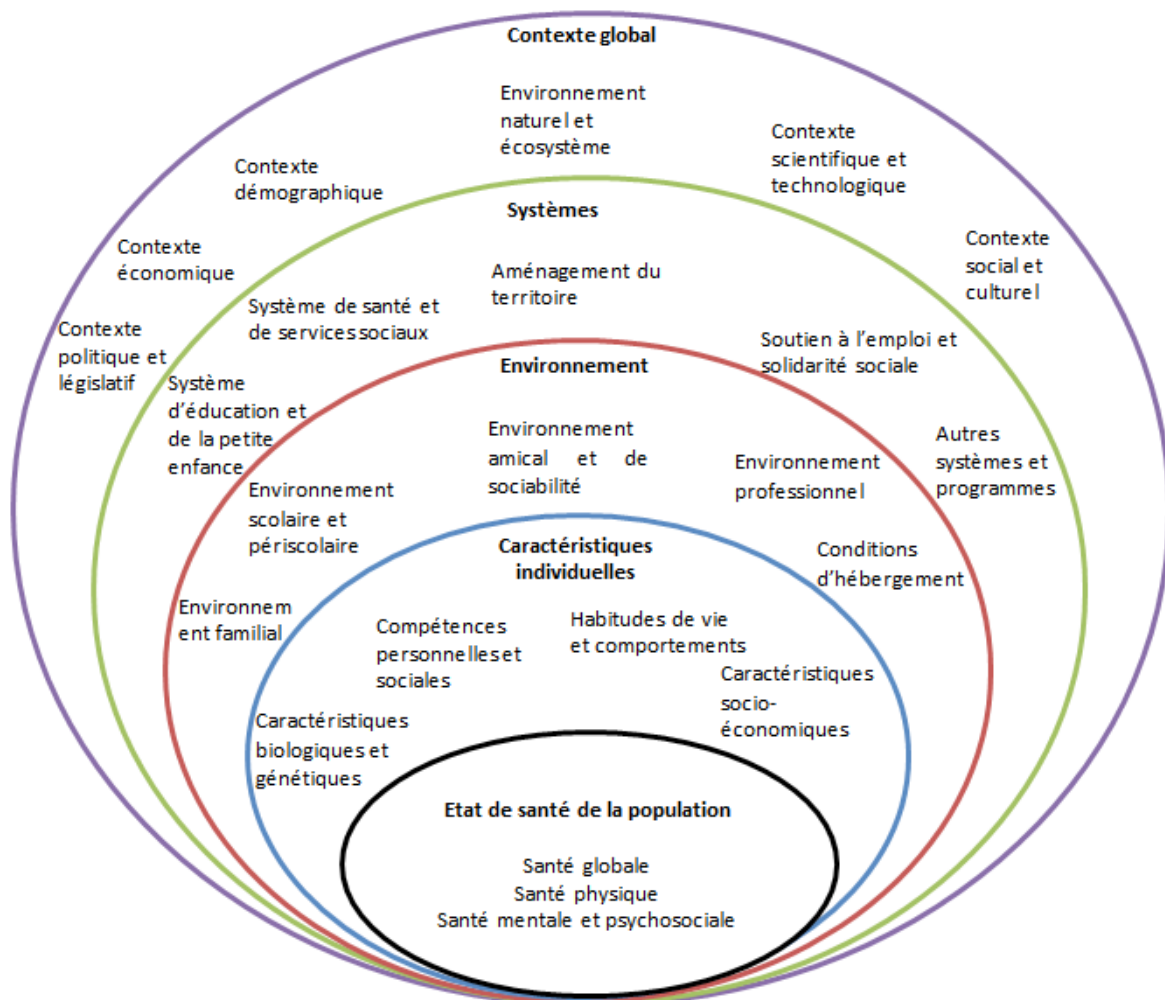 Contexte global
Environnement
naturel et
écosystème
Contexte
scientifique et
technologique
Contexte
démographique
Contexte
économique
Contexte
social et
culturel
Contexte
politique et
législatif
Systèmes
Aménagement du
territoire
Système de santé et
de services sociaux
Soutien à l’emploi et
solidarité sociale
Système
d’éducation et
de la petite
enfance
Autres
systèmes et
programmes
Environnement
Environnement
amical et de
sociabilité
Environnement
professionnel
Environnement
scolaire et
périscolaire
Conditions
d’hébergement
Environnem
ent familial
Caractéristiques
individuelles
Habitudes de vie
et comportements
Compétences
personnelles et
sociales
Caractéristiques
socio-
économiques
Caractéristiques
biologiques et
génétiques
Etat de santé de la population
Santé globale
Santé physique
Santé mentale et psychosociale